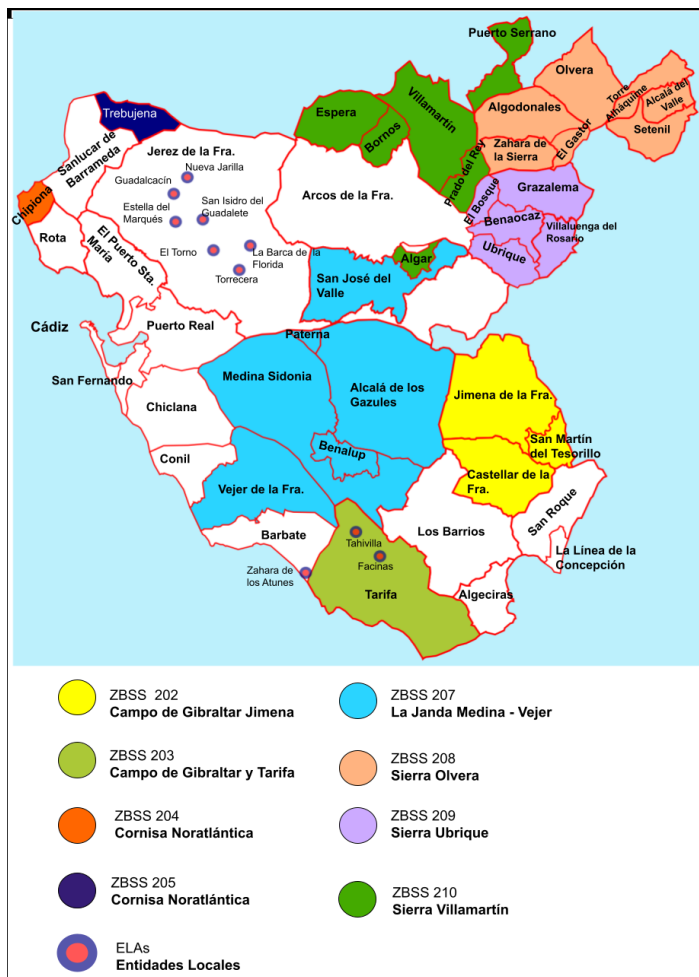 Puerto Serrano
Olvera
Torre
Alháquime
Alcalá del
Valle
Setenil
Trebujena
Espera
Bornos
Villamartín
Algodonales
El Gastor
Zahara de
la Sierra
Prado del Rey
El Bosque
Grazalema
Benaocaz
Villaluenga del
Rosario
Ubrique
Sanlucar de
Barrameda
Chipiona
Rota
El Puerto Sta.
María
Jerez de la Fra.
Nueva Jarilla
Guadalcacín
Estella del
Marqués
San Isidro del
Guadalete
El Torno
La Barca de la
Florida
Torrecera
Arcos de la Fra.
Algar
San José del
Valle
Cádiz
Puerto Real
San Fernando
Paterna
Medina Sidonia
Alcalá de los
Gazules
Jimena de la Fra.
San Martín
del Tesorillo
Chiclana
Conil
Benalup
Vejer de la Fra.
Castellar de la
Fra.
San Roque
Barbate
Los Barrios
Tahivilla
Facinas
Zahara de
los Atunes
Tarifa
Algeciras
La Línea de la
Concepción
ZBSS 202
Campo de Gibraltar Jimena
ZBSS 207
La Janda Medina - Vejer
ZBSS 203
Campo de Gibraltar y Tarifa
ZBSS 208
Sierra Olvera
ZBSS 204
Cornisa Noratlántica
ZBSS 209
Sierra Ubrique
ZBSS 205
Cornisa Noratlántica
ZBSS 210
Sierra Villamartín
ELAs
Entidades Locales